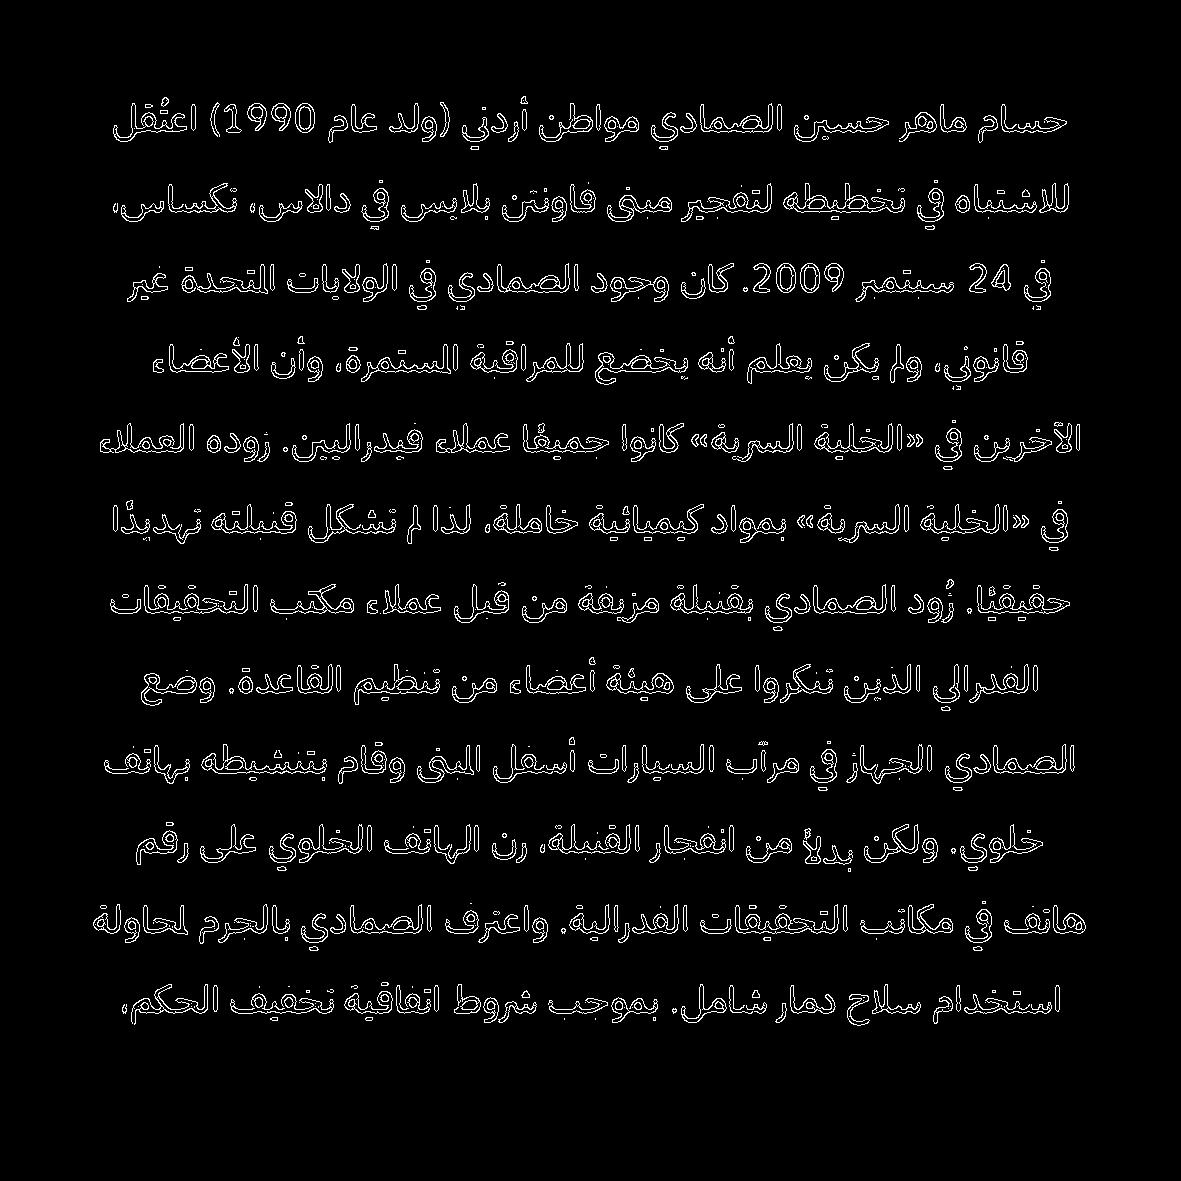 حسام ماهر حسين الصمادي مواطن أردني (ولد عام 1990) اعتُقل
للاشتباه في تخطيطه لتفجير مبنى فاونتن بلايس في دالاس، تكساس،
في 24 سبتمبر 2009. كان وجود الصمادي في الولايات المتحدة غير
قانوني، ولم يكن يعلم أنه يخضع للمراقبة المستمرة، وأن الأعضاء
الآخرين في «الخلية السرية» كانوا جميعًا عملاء فيدراليين. زوده العملاء
في «الخلية السرية» بمواد كيميائية خاملة، لذا لم تشكل قنبلته تهديدًا
حقيقيًا. زُود الصمادي بقنبلة مزيفة من قبل عملاء مكتب التحقيقات
الفدرالي الذين تنكروا على هيئة أعضاء من تنظيم القاعدة. وضع
الصمادي الجهاز في مرآب السيارات أسفل المبنى وقام بتنشيطه بهاتف
خلوي. ولكن بدلاً من انفجار القنبلة، رن الهاتف الخلوي على رقم
هاتف في مكاتب التحقيقات الفدرالية. واعترف الصمادي بالجرم لمحاولة
استخدام سلاح دمار شامل. بموجب شروط اتفاقية تخفيف الحكم،